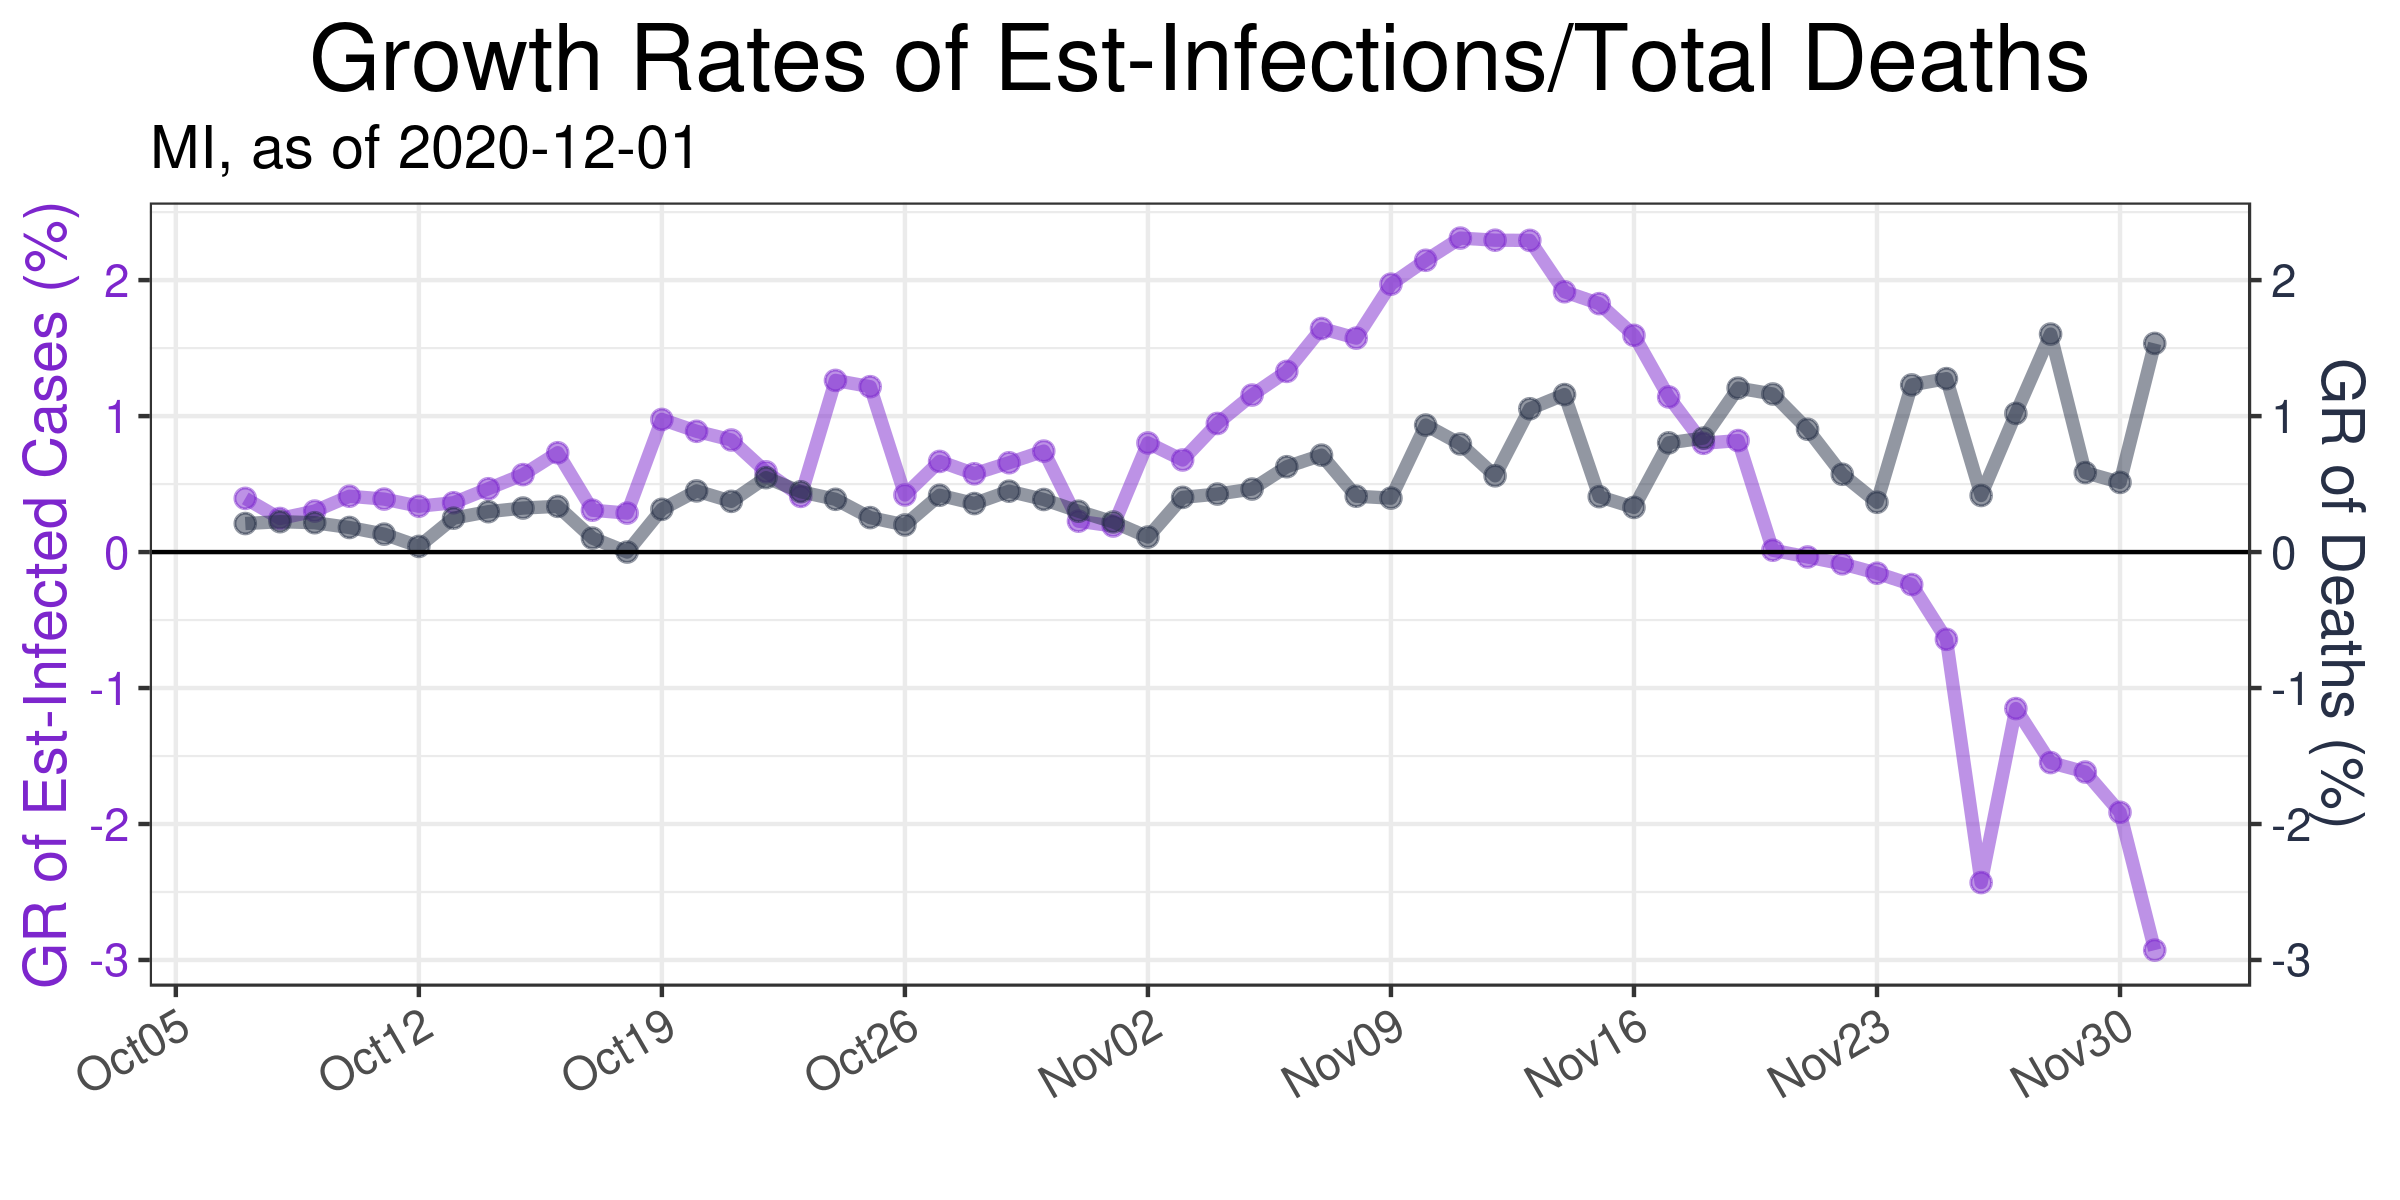 Growth Rates of Est-Infections/Total Deaths
MI, as of 2020-12-01
GR of Est-Infected Cases (%)
2
1
0
-1
-2
-3
2
1
0
-1
-2
-3
GR of Deaths (%)
Oct05
Oct12
Oct19
Oct26
Nov02
Nov09
Nov16
Nov23
Nov30